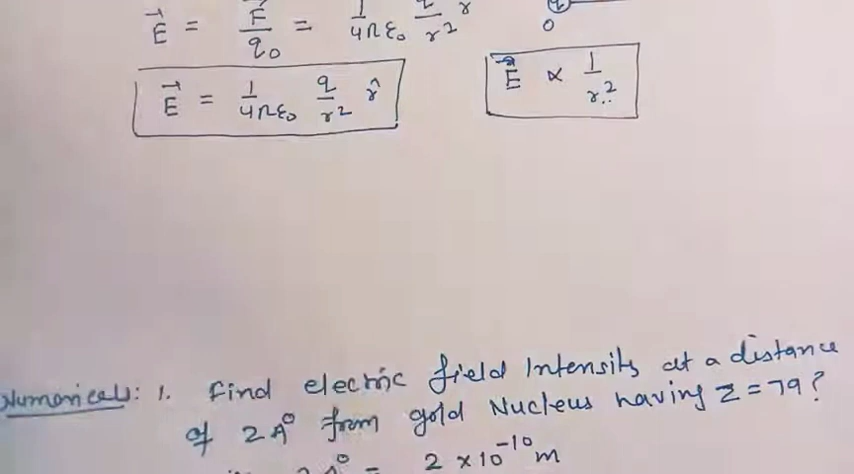 E⃗ = F⃗/q₀ = 1/4πε₀ q/r² r
q
0
E⃗ = 1/4πε₀ q/r² r̂
E⃗ ∝ 1/r²
Numericals: 1. Find electric field Intensity at a distance
of 2A° from gold Nucleus having Z = 79?
2A° = 2 × 10⁻¹⁰ m